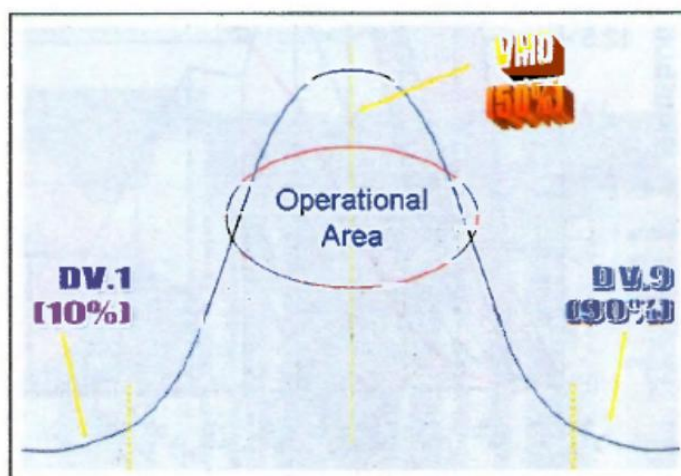 VMD
(50%)
Operational
Area
DV.1
(10%)
DV.9
(90%)